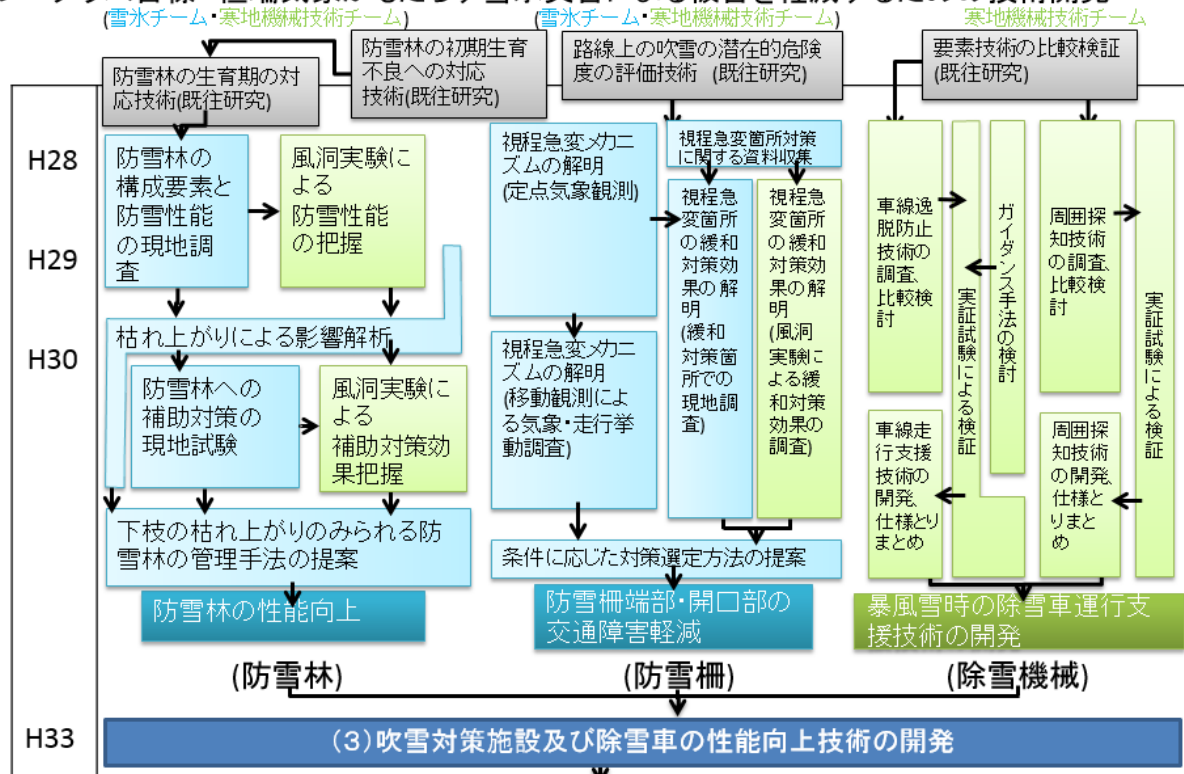 (雪氷チーム・寒地機械技術チーム)
(雪氷チーム・寒地機械技術チーム)
寒地機械技術チーム
防雪林の生育期の対
応技術(既往研究)
防雪林の初期生育
不良への対応
技術(既往研究)
路線上の吹雪の潜在的危険
度の評価技術 (既往研究)
要素技術の比較検証
(既往研究)
H28
H29
H30
H33
防雪林の
構成要素と
防雪性能
の現地調
査
風洞実験に
よる
防雪性能
の把握
枯れ上がりによる影響解析
防雪林への
補助対策の
現地試験
風洞実験に
よる
補助対策効
果把握
下枝の枯れ上がりのみられる防
雪林の管理手法の提案
防雪林の性能向上
(防雪林)
視程急変メカニ
ズムの解明
(定点気象観測)
視程急変箇所対策
に関する資料収集
視程急
変箇所
の緩和
対策効
果の解
明
(緩和
対策箇
所での
現地調
査)
視程急
変箇所
の緩和
対策効
果の解
明
(風洞
実験に
よる緩
和対策
効果の
調査)
視程急変メカニ
ズムの解明
(移動観測によ
る気象・走行挙
動調査)
条件に応じた対策選定方法の提案
防雪柵端部・開口部の
交通障害軽減
(防雪柵)
車線逸
脱防止
技術の
調査、
比較検
討
実証試験による検証
ガイダンス手法の検討
周囲探
知技術
の調査、
比較検
討
実証試験による検証
車線走
行支援
技術の
開発、
仕様とり
まとめ
周囲探
知技術
の開発、
仕様と
りまと
め
暴風雪時の除雪車運行支
援技術の開発
(除雪機械)
(3)吹雪対策施設及び除雪車の性能向上技術の開発